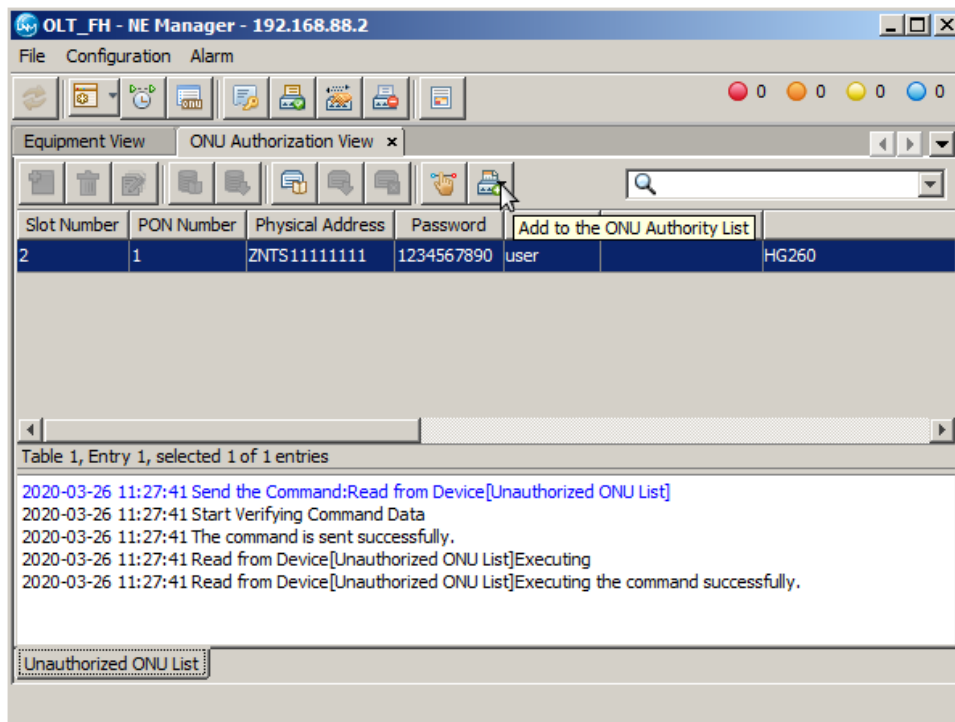 OLT_FH - NE Manager - 192.168.88.2
File Configuration Alarm
0 0 0 0
Equipment View ONU Authorization View
Slot Number PON Number Physical Address Password
Add to the ONU Authority List
2 1 ZNTS11111111 1234567890 user HG260
Table 1, Entry 1, selected 1 of 1 entries
2020-03-26 11:27:41 Send the Command:Read from Device[Unauthorized ONU List]
2020-03-26 11:27:41 Start Verifying Command Data
2020-03-26 11:27:41 The command is sent successfully.
2020-03-26 11:27:41 Read from Device[Unauthorized ONU List]Executing
2020-03-26 11:27:41 Read from Device[Unauthorized ONU List]Executing the command successfully.
Unauthorized ONU List